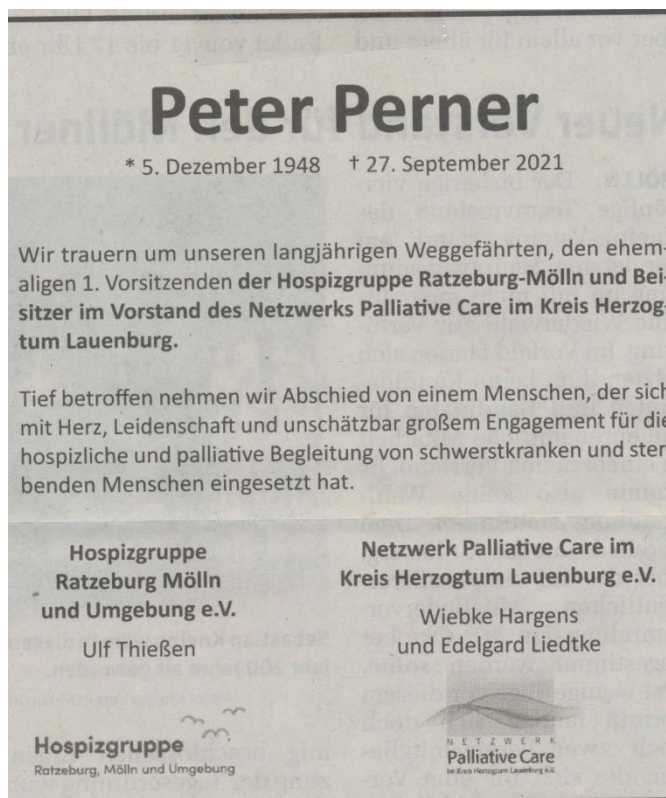 Peter Perner
* 5. Dezember 1948 † 27. September 2021
Wir trauern um unseren langjährigen Weggefährten, den ehem-
aligen 1. Vorsitzenden der Hospizgruppe Ratzeburg-Mölln und Bei-
sitzer im Vorstand des Netzwerks Palliative Care im Kreis Herzog-
tum Lauenburg.
Tief betroffen nehmen wir Abschied von einem Menschen, der sich
mit Herz, Leidenschaft und unschätzbar großem Engagement für die
hospizliche und palliative Begleitung von schwerstkranken und ster-
benden Menschen eingesetzt hat.
Hospizgruppe
Ratzeburg Mölln
und Umgebung e.V.
Ulf Thießen
Netzwerk Palliative Care im
Kreis Herzogtum Lauenburg e.V.
Wiebke Hargens
und Edelgard Liedtke
Hospizgruppe
Ratzeburg, Mölln und Umgebung
NETZWERK
Palliative Care
im Kreis Herzogtum Lauenburg e.V.